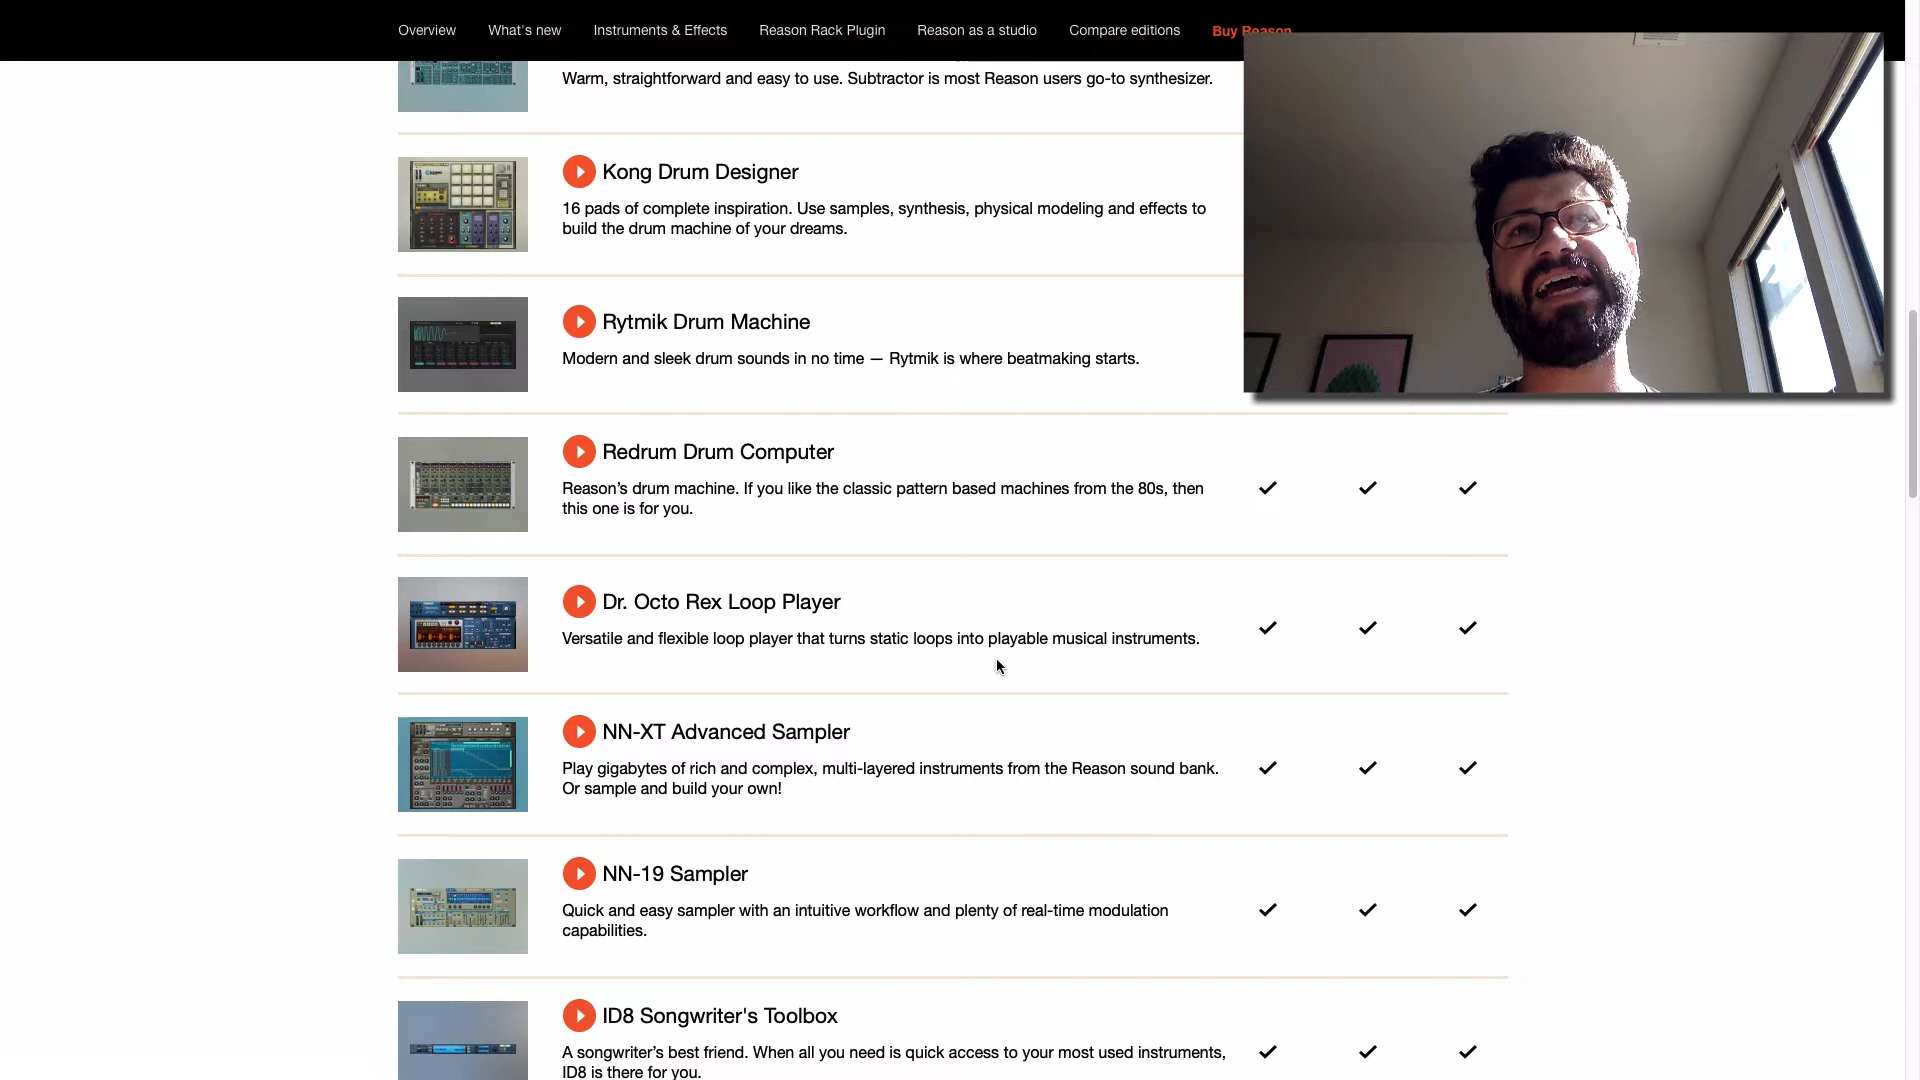 Overview What's new Instruments & Effects Reason Rack Plugin Reason as a studio Compare editions Buy Reason
Warm, straightforward and easy to use. Subtractor is most Reason users go-to synthesizer.
Kong Drum Designer
16 pads of complete inspiration. Use samples, synthesis, physical modeling and effects to
build the drum machine of your dreams.
Rytmik Drum Machine
Modern and sleek drum sounds in no time — Rytmik is where beatmaking starts.
Redrum Drum Computer
Reason’s drum machine. If you like the classic pattern based machines from the 80s, then
this one is for you.
Dr. Octo Rex Loop Player
Versatile and flexible loop player that turns static loops into playable musical instruments.
NN-XT Advanced Sampler
Play gigabytes of rich and complex, multi-layered instruments from the Reason sound bank.
Or sample and build your own!
NN-19 Sampler
Quick and easy sampler with an intuitive workflow and plenty of real-time modulation
capabilities.
ID8 Songwriter's Toolbox
A songwriter’s best friend. When all you need is quick access to your most used instruments,
ID8 is there for you.